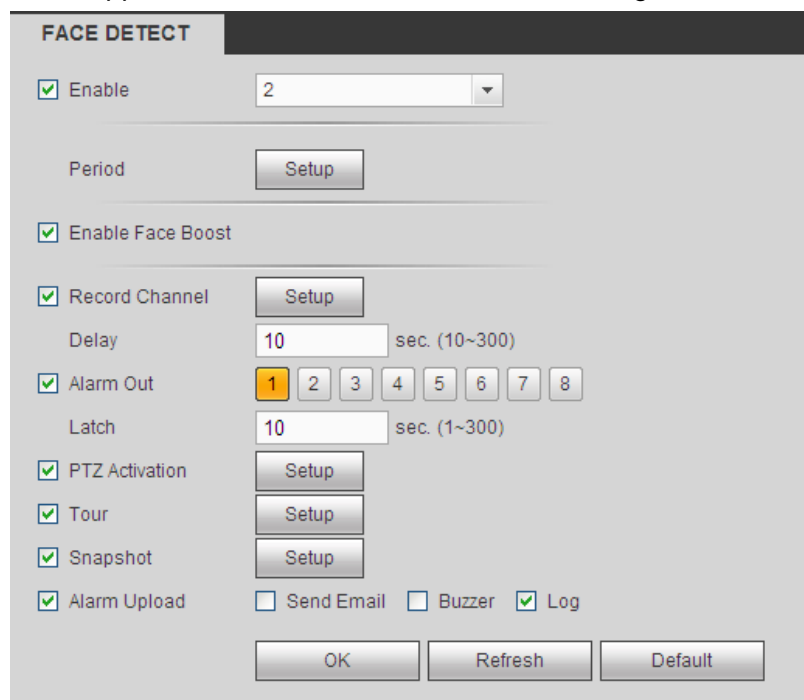 FACE DETECT
Enable 2
Period Setup
Enable Face Boost
Record Channel Setup
Delay 10 sec. (10~300)
Alarm Out 1 2 3 4 5 6 7 8
Latch 10 sec. (1~300)
PTZ Activation Setup
Tour Setup
Snapshot Setup
Alarm Upload Send Email Buzzer Log
OK Refresh Default